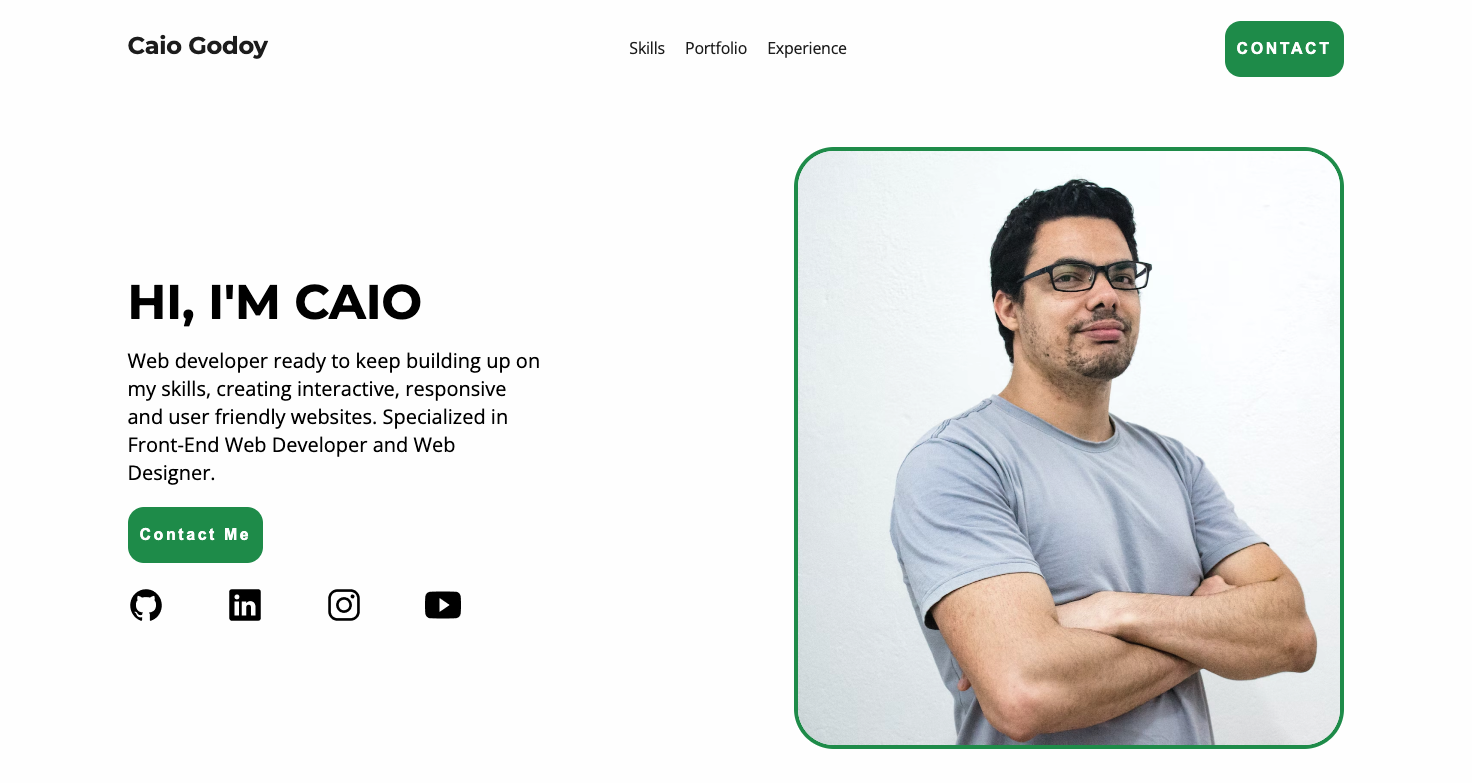 Caio Godoy
Skills Portfolio Experience
CONTACT
HI, I'M CAIO
Web developer ready to keep building up on
my skills, creating interactive, responsive
and user friendly websites. Specialized in
Front-End Web Developer and Web
Designer.
Contact Me
in